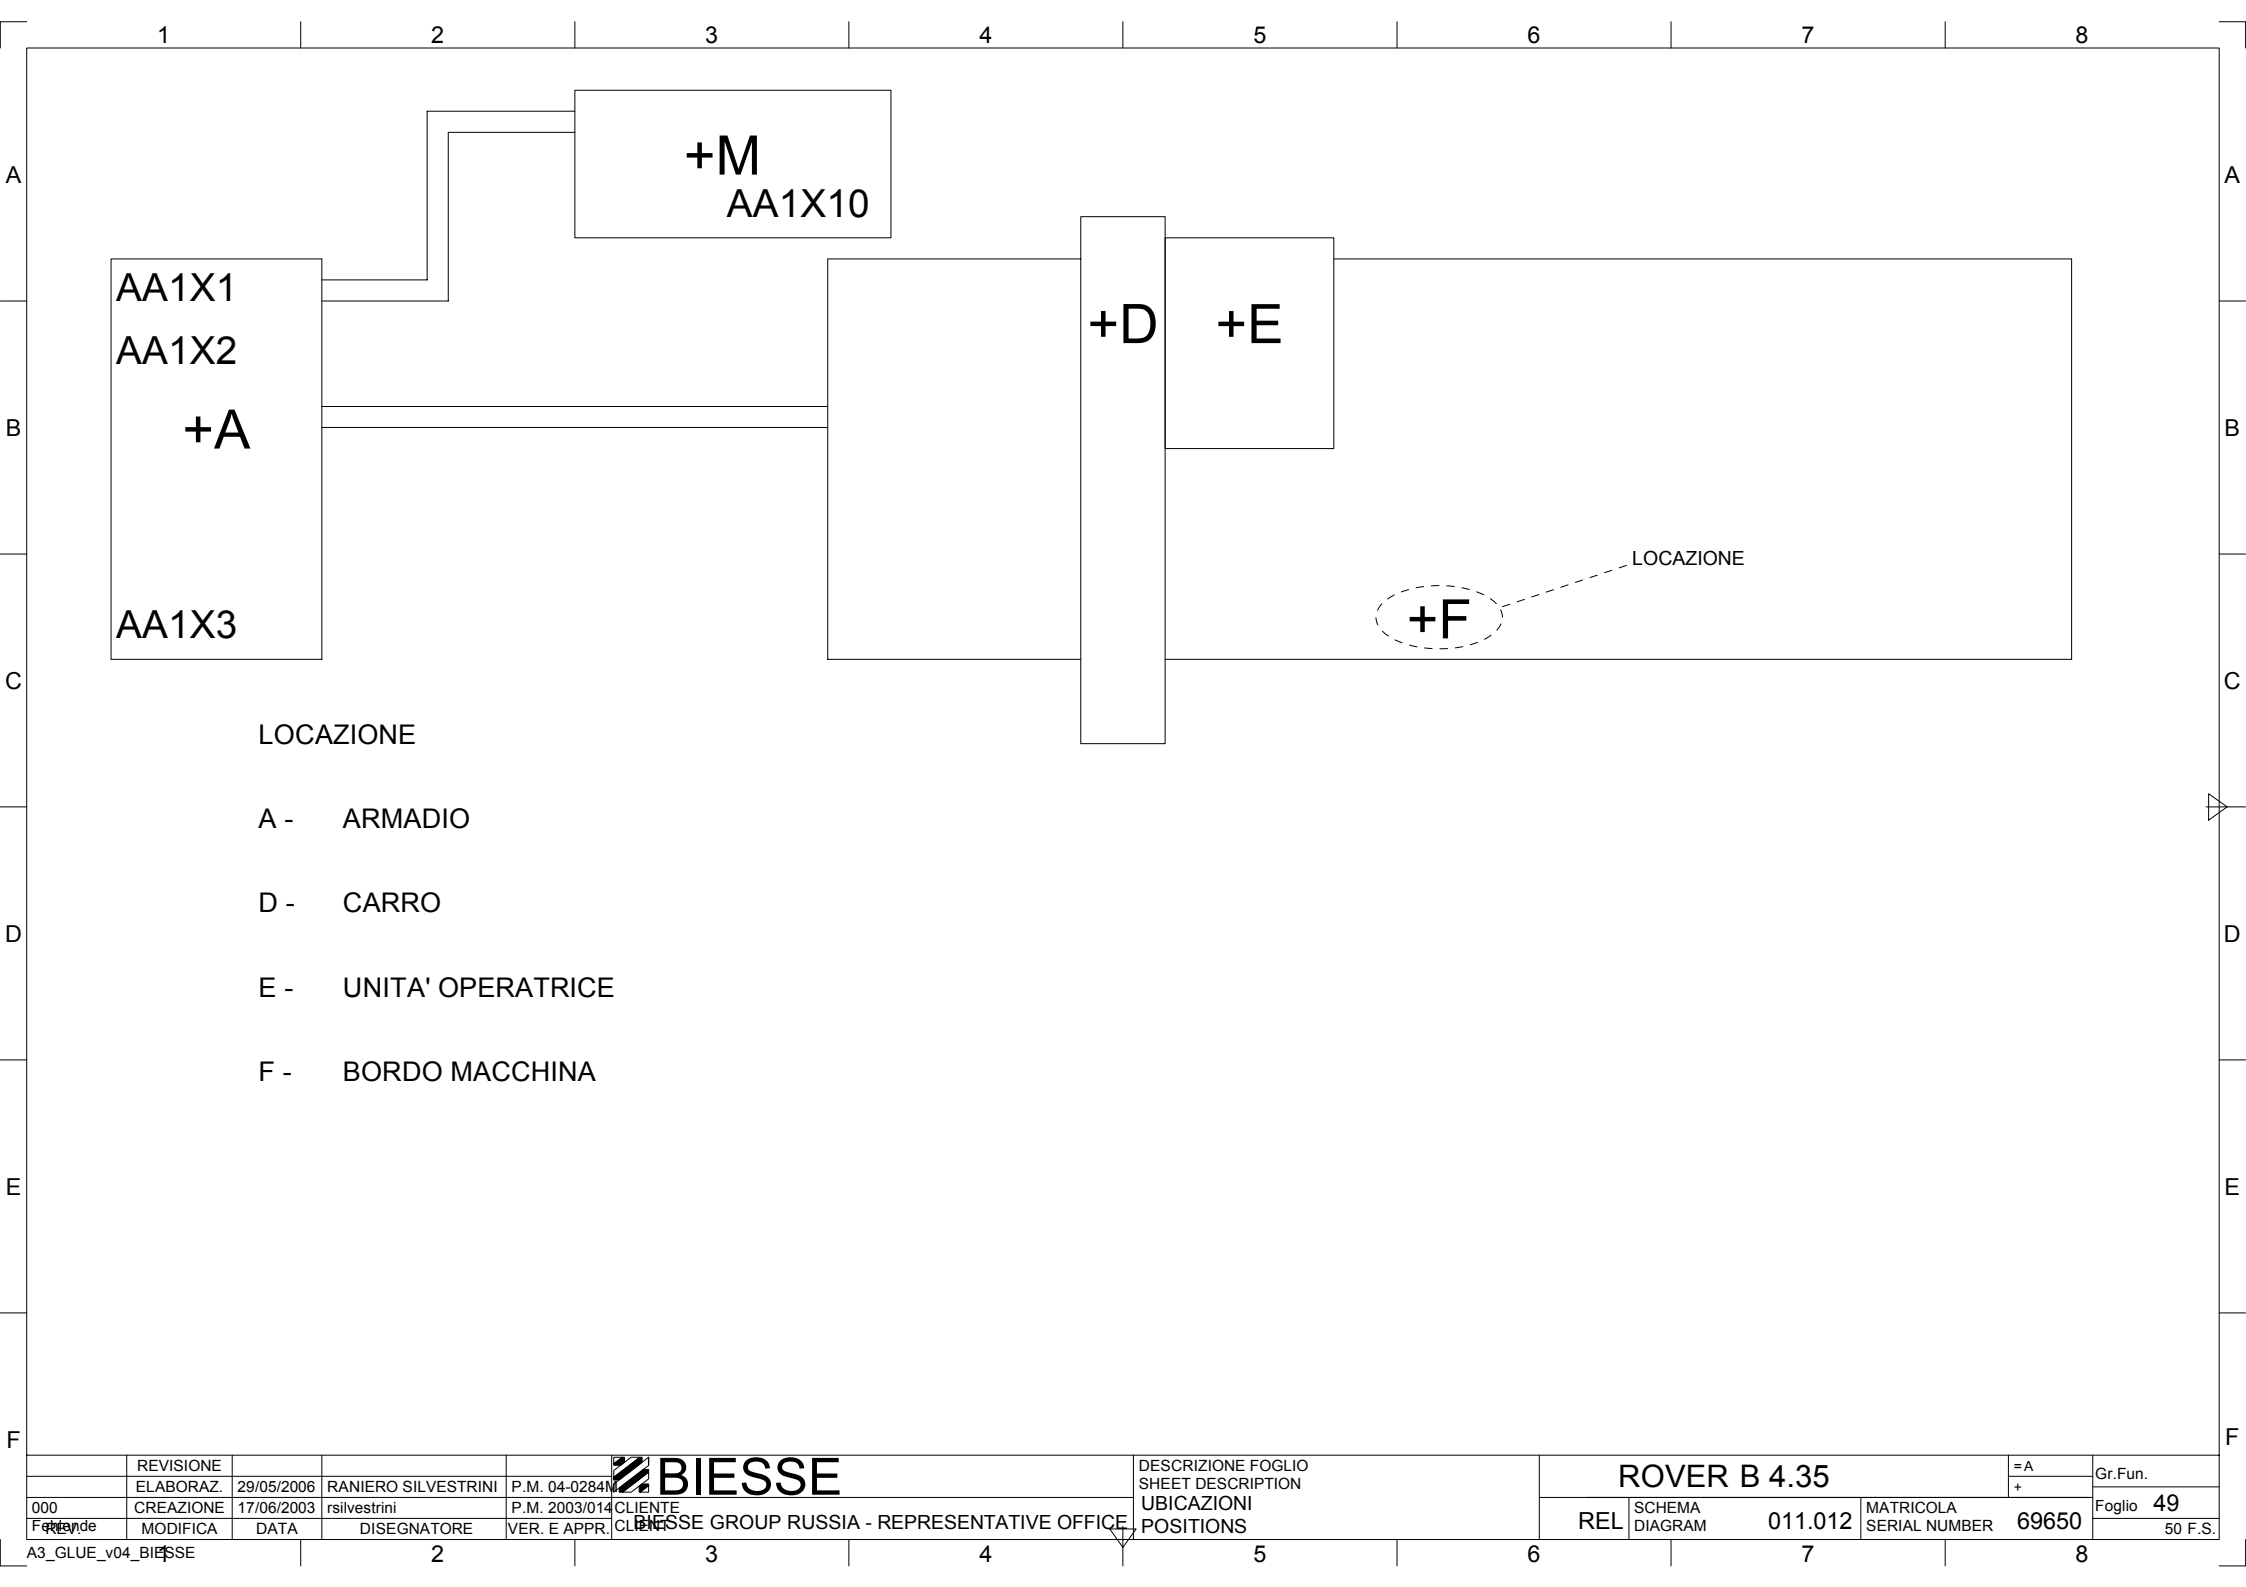 1 2 3 4 5 6 7 8
+M
A A
AA1X10
AA1X1
+D +E
AA1X2
+A
B B
LOCAZIONE
+F
AA1X3
C C
LOCAZIONE
A - ARMADIO
D - CARRO
D D
E - UNITA' OPERATRICE
F - BORDO MACCHINA
E E
F F
REVISIONE
ELABORAZ. 29/05/2006 RANIERO SILVESTRINI P.M. 04-0284M
000 CREAZIONE 17/06/2003 rsilvestrini P.M. 2003/014
Fehlende REV. MODIFICA DATA DISEGNATORE VER. E APPR.
BIESSE
CLIENTE
CLIENT BIESSE GROUP RUSSIA - REPRESENTATIVE OFFICE
DESCRIZIONE FOGLIO
SHEET DESCRIPTION
UBICAZIONI
POSITIONS
ROVER B 4.35
REL SCHEMA
DIAGRAM 011.012
MATRICOLA
SERIAL NUMBER 69650
= A
+
Gr.Fun.
Foglio 49
50 F.S.
A3_GLUE_v04_BIESSE
1 2 3 4 5 6 7 8